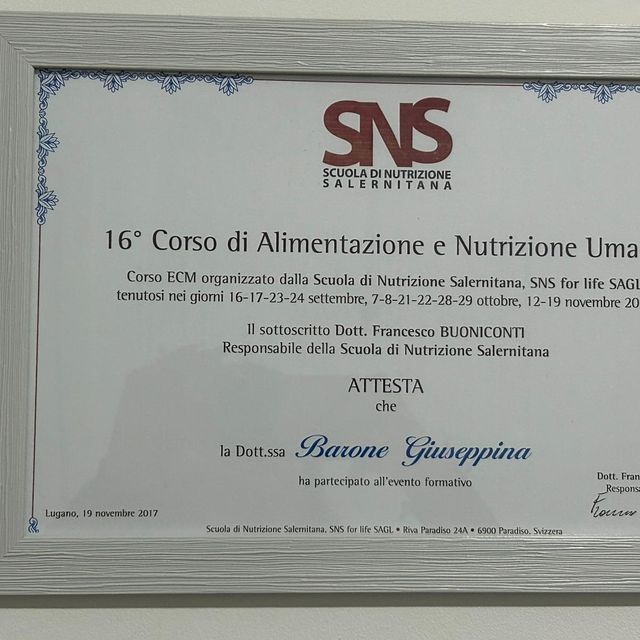 SNS
SCUOLA DI NUTRIZIONE
SALERNITANA
16° Corso di Alimentazione e Nutrizione Uma
Corso ECM organizzato dalla Scuola di Nutrizione Salernitana, SNS for life SAGL
tenutosi nei giorni 16-17-23-24 settembre, 7-8-21-22-28-29 ottobre, 12-19 novembre 20
Il sottoscritto Dott. Francesco BUONICONTI
Responsabile della Scuola di Nutrizione Salernitana
ATTESTA
che
la Dott.ssa Barone Giuseppina
ha partecipato all'evento formativo
Dott. Fran
Responsa
Lugano, 19 novembre 2017
Scuola di Nutrizione Salernitana, SNS for life SAGL • Riva Paradiso 24A • 6900 Paradiso, Svizzera